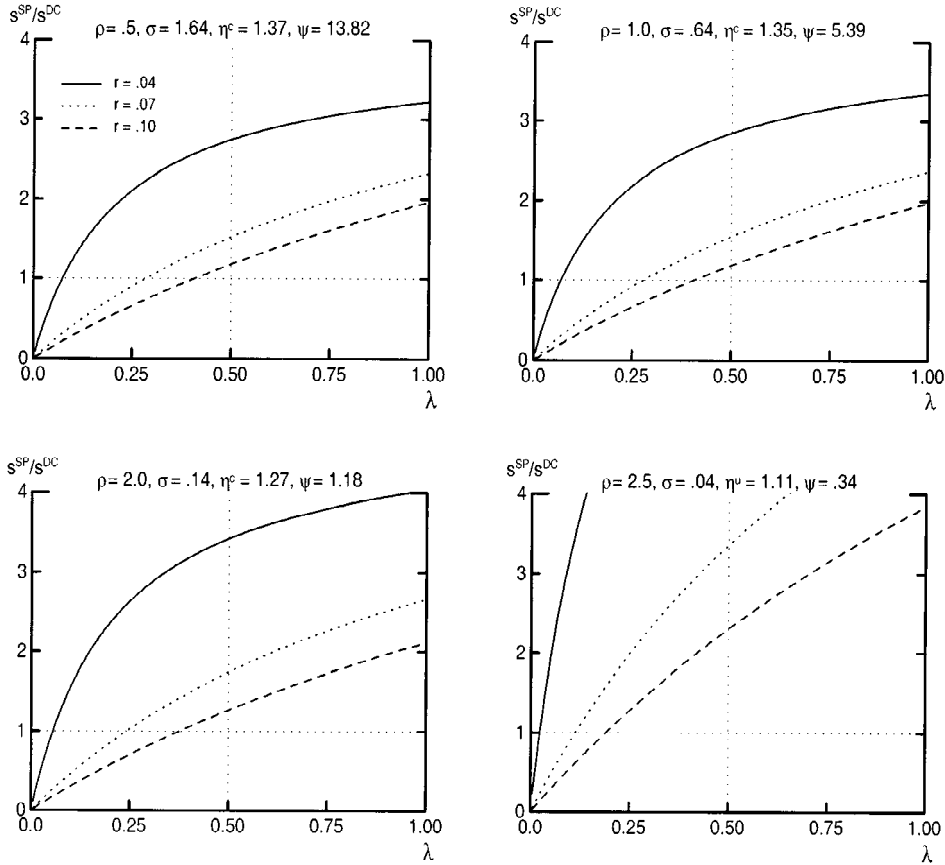 s^SP/s^DC
ρ= .5, σ= 1.64, η^c = 1.37, ψ= 13.82
4
3
2
1
0
r = .04
r = .07
r = .10
0.0 0.25 0.50 0.75 1.00
λ
s^SP/s^DC
ρ= 1.0, σ= .64, η^c = 1.35, ψ= 5.39
4
3
2
1
0
0.0 0.25 0.50 0.75 1.00
λ
s^SP/s^DC
ρ= 2.0, σ= .14, η^c = 1.27, ψ= 1.18
4
3
2
1
0
0.0 0.25 0.50 0.75 1.00
λ
s^SP/s^DC
ρ= 2.5, σ= .04, η^υ = 1.11, ψ= .34
4
3
2
1
0
0.0 0.25 0.50 0.75 1.00
λ